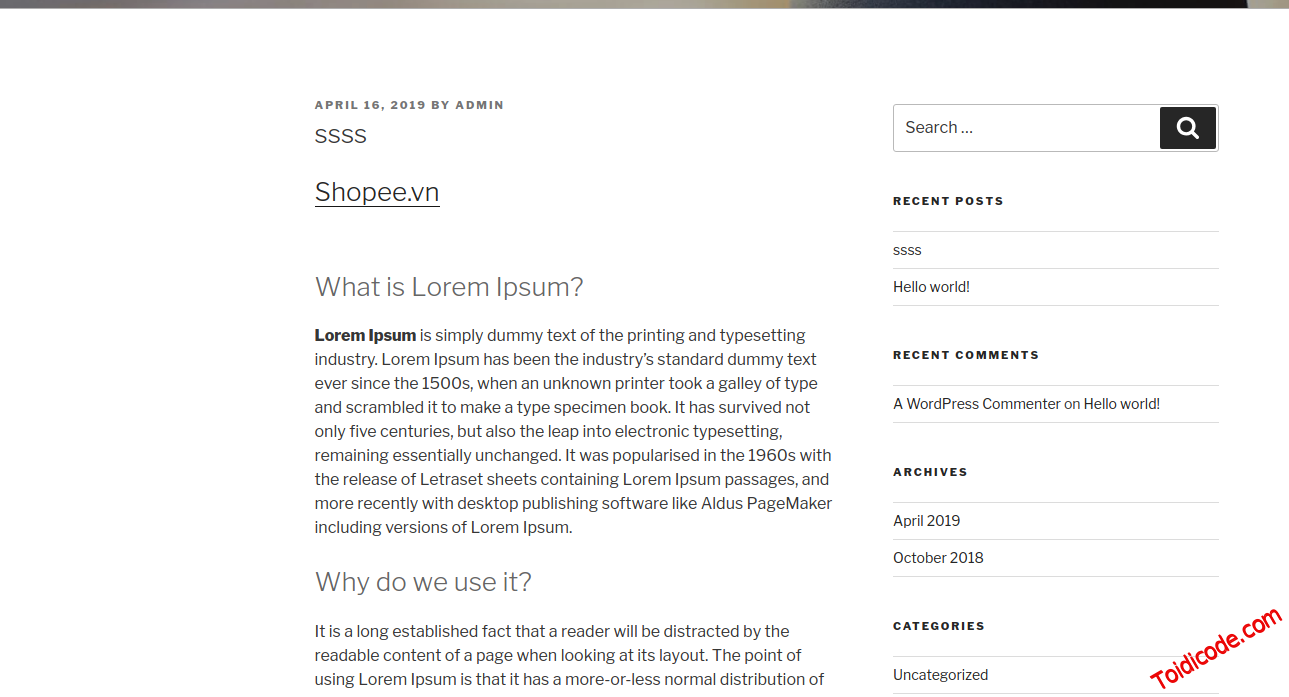 APRIL 16, 2019 BY ADMIN
ssss
Shopee.vn
What is Lorem Ipsum?
Lorem Ipsum is simply dummy text of the printing and typesetting
industry. Lorem Ipsum has been the industry’s standard dummy text
ever since the 1500s, when an unknown printer took a galley of type
and scrambled it to make a type specimen book. It has survived not
only five centuries, but also the leap into electronic typesetting,
remaining essentially unchanged. It was popularised in the 1960s with
the release of Letraset sheets containing Lorem Ipsum passages, and
more recently with desktop publishing software like Aldus PageMaker
including versions of Lorem Ipsum.
Why do we use it?
It is a long established fact that a reader will be distracted by the
readable content of a page when looking at its layout. The point of
using Lorem Ipsum is that it has a more-or-less normal distribution of
Search …
RECENT POSTS
ssss
Hello world!
RECENT COMMENTS
A WordPress Commenter on Hello world!
ARCHIVES
April 2019
October 2018
CATEGORIES
Uncategorized
Toidicode.com